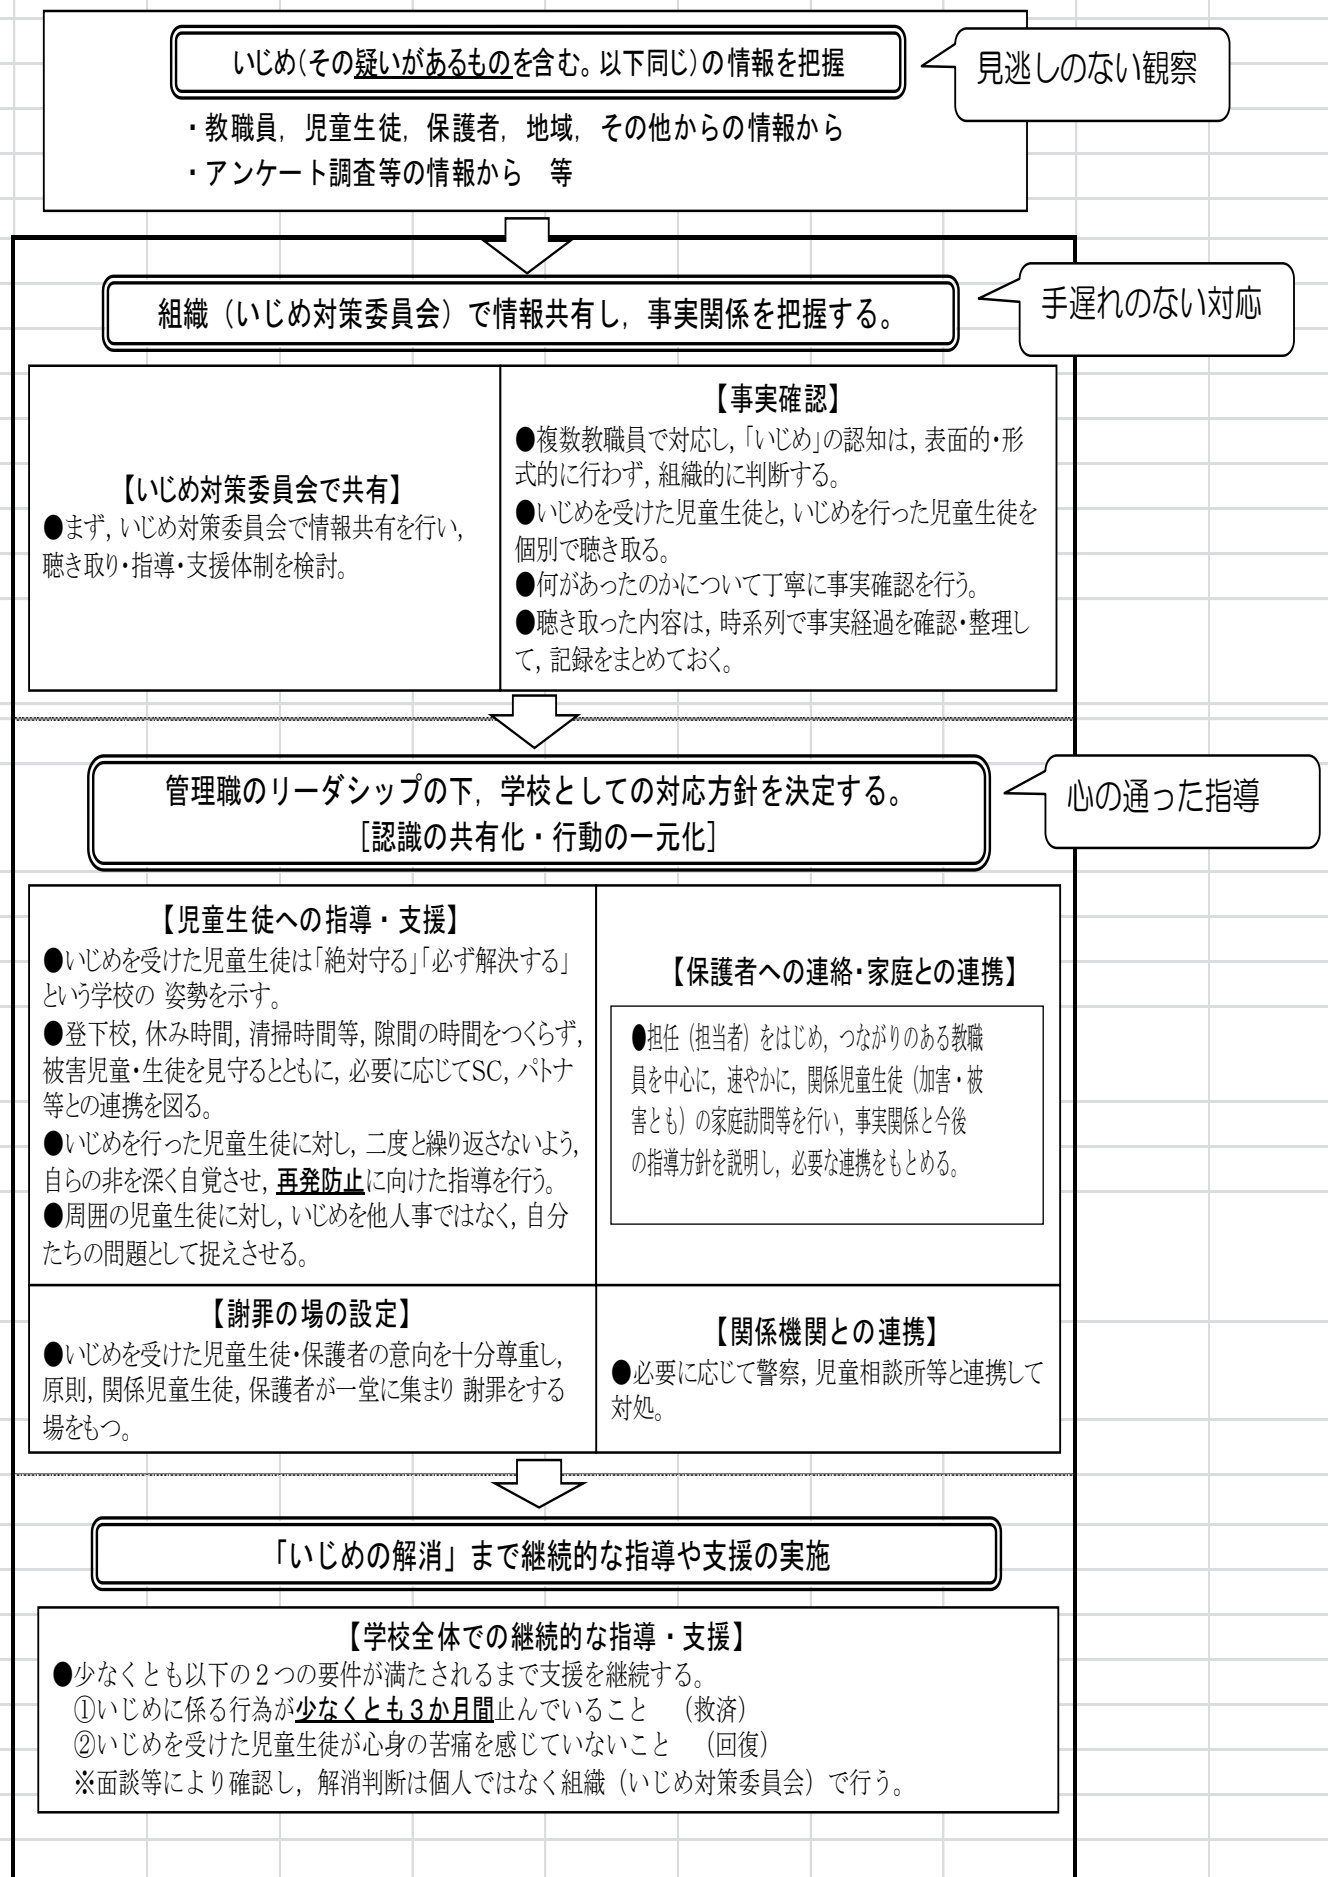 いじめ(その疑いがあるものを含む。以下同じ)の情報を把握
見逃しのない観察
・教職員，児童生徒，保護者，地域，その他からの情報から
・アンケート調査等の情報から　等
組織（いじめ対策委員会）で情報共有し，事実関係を把握する。
手遅れのない対応
【いじめ対策委員会で共有】
●まず，いじめ対策委員会で情報共有を行い，
聴き取り・指導・支援体制を検討。
【事実確認】
●複数教職員で対応し，「いじめ」の認知は，表面的・形
式的に行わず，組織的に判断する。
●いじめを受けた児童生徒と，いじめを行った児童生徒を
個別で聴き取る。
●何があったのかについて丁寧に事実確認を行う。
●聴き取った内容は，時系列で事実経過を確認・整理し
て，記録をまとめておく。
管理職のリーダシップの下，学校としての対応方針を決定する。
［認識の共有化・行動の一元化］
心の通った指導
【児童生徒への指導・支援】
●いじめを受けた児童生徒は「絶対守る」「必ず解決する」
という学校の 姿勢を示す。
●登下校，休み時間，清掃時間等，隙間の時間をつくらず，
被害児童・生徒を見守るとともに，必要に応じてSC，パトナ
等との連携を図る。
●いじめを行った児童生徒に対し，二度と繰り返さないよう，
自らの非を深く自覚させ，再発防止に向けた指導を行う。
●周囲の児童生徒に対し，いじめを他人事ではなく，自分
たちの問題として捉えさせる。
【保護者への連絡・家庭との連携】
●担任（担当者）をはじめ，つながりのある教職
員を中心に，速やかに，関係児童生徒（加害・被
害とも）の家庭訪問等を行い，事実関係と今後
の指導方針を説明し，必要な連携をもとめる。
【謝罪の場の設定】
●いじめを受けた児童生徒・保護者の意向を十分尊重し，
原則，関係児童生徒，保護者が一堂に集まり 謝罪をする
場をもつ。
【関係機関との連携】
●必要に応じて警察，児童相談所等と連携して
対処。
「いじめの解消」まで継続的な指導や支援の実施
【学校全体での継続的な指導・支援】
●少なくとも以下の２つの要件が満たされるまで支援を継続する。
①いじめに係る行為が少なくとも３か月間止んでいること　（救済）
②いじめを受けた児童生徒が心身の苦痛を感じていないこと　（回復）
※面談等により確認し，解消判断は個人ではなく組織（いじめ対策委員会）で行う。